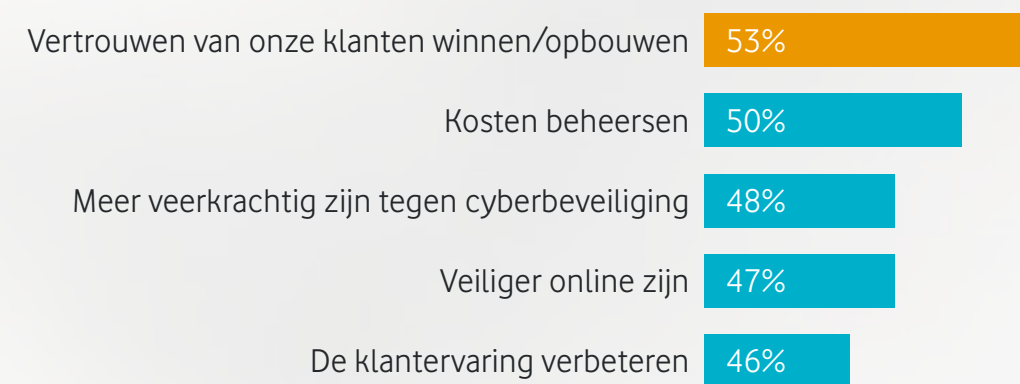 Vertrouwen van onze klanten winnen/opbouwen 53%
Kosten beheersen 50%
Meer veerkrachtig zijn tegen cyberbeveiliging 48%
Veiliger online zijn 47%
De klantervaring verbeteren 46%